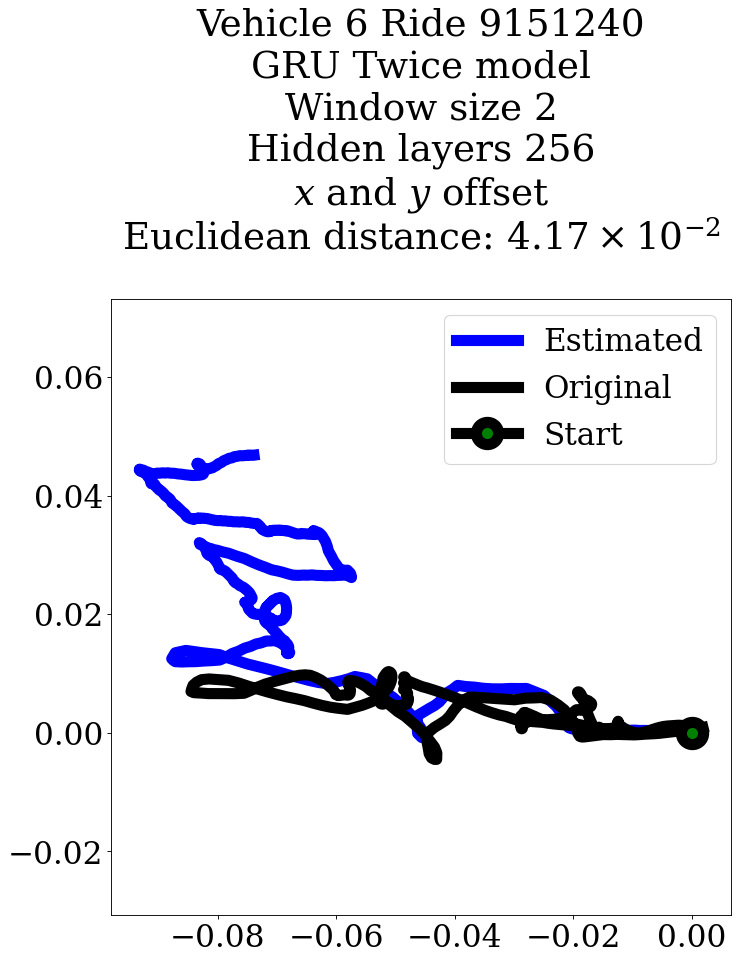 Vehicle 6 Ride 9151240
GRU Twice model
Window size 2
Hidden layers 256
x and y offset
Euclidean distance: 4.17 × 10⁻²
Estimated
Original
Start
0.06
0.04
0.02
0.00
−0.02
−0.08 −0.06 −0.04 −0.02 0.00